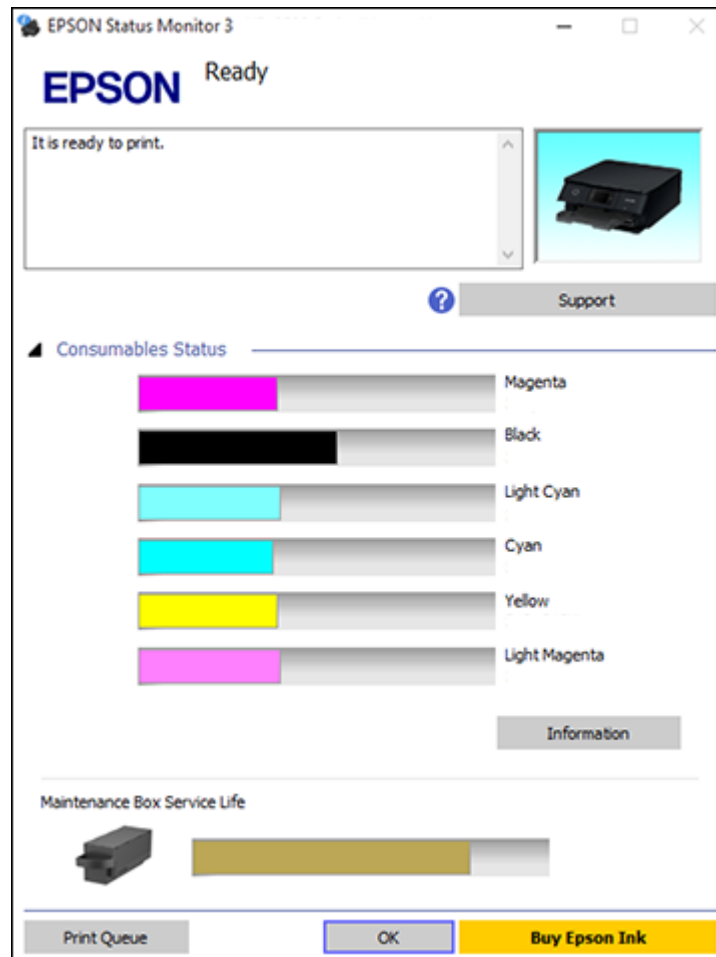 EPSON Status Monitor 3
EPSON
Ready
It is ready to print.
?
Support
Consumables Status
Magenta
Black
Light Cyan
Cyan
Yellow
Light Magenta
Information
Maintenance Box Service Life
Print Queue
OK
Buy Epson Ink